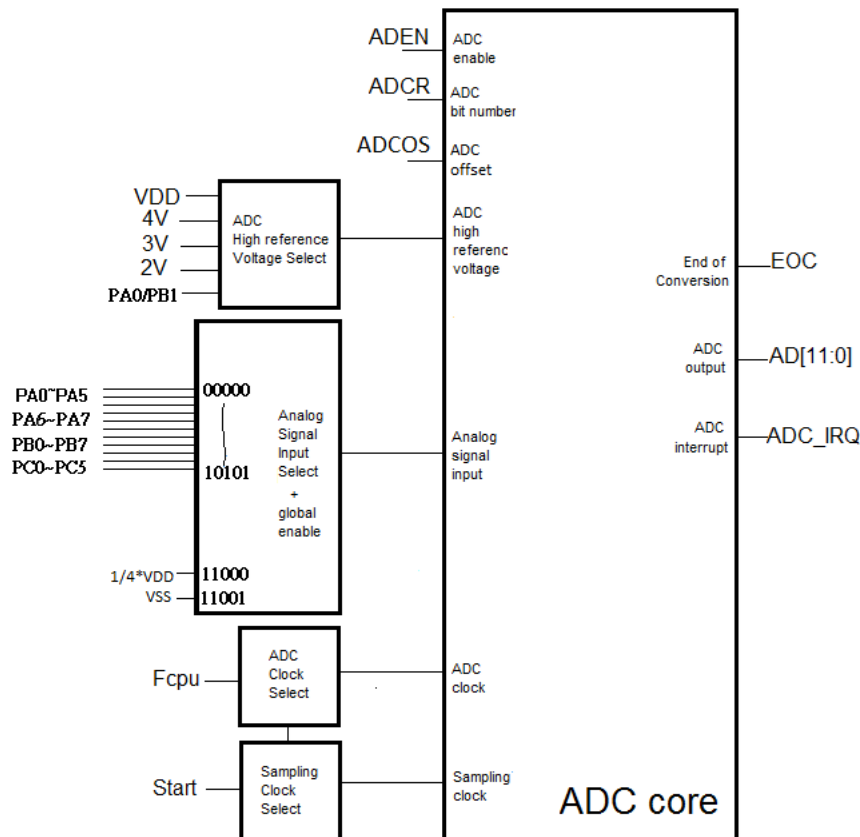 ADEN
ADC
enable
ADCR
ADC
bit number
ADCOS
ADC
offset
VDD
4V
3V
2V
PA0/PB1
ADC
High reference
Voltage Select
ADC
high
referenc
voltage
End of
Conversion
EOC
ADC
output
AD[11:0]
ADC
interrupt
ADC_IRQ
PA0~PA5
PA6~PA7
PB0~PB7
PC0~PC5
00000
10101
Analog
Signal
Input
Select
+
global
enable
Analog
signal
input
1/4*VDD
11000
VSS
11001
Fcpu
ADC
Clock
Select
ADC
clock
Start
Sampling
Clock
Select
Sampling
clock
ADC core